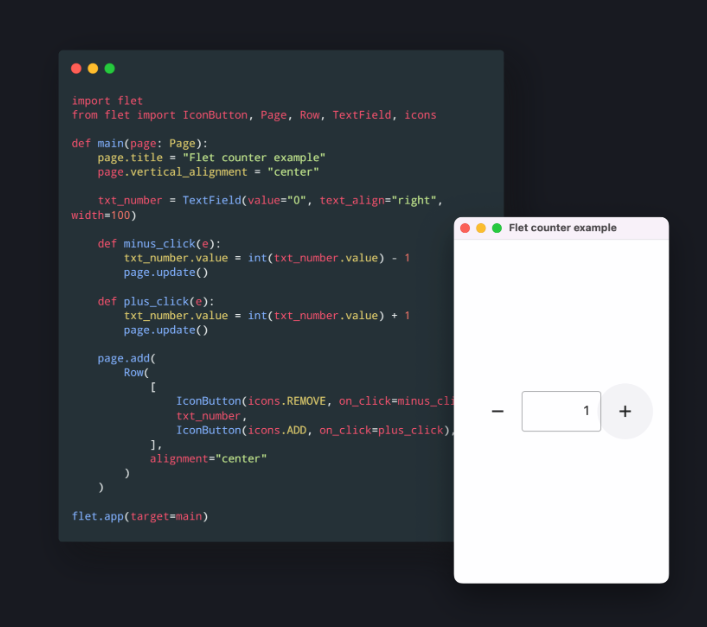 import flet
from flet import IconButton, Page, Row, TextField, icons
def main(page: Page):
    page.title = "Flet counter example"
    page.vertical_alignment = "center"
    txt_number = TextField(value="0", text_align="right",
width=100)
    def minus_click(e):
        txt_number.value = int(txt_number.value) - 1
        page.update()
    def plus_click(e):
        txt_number.value = int(txt_number.value) + 1
        page.update()
    page.add(
        Row(
            [
                IconButton(icons.REMOVE, on_click=minus_cli
                txt_number,
                IconButton(icons.ADD, on_click=plus_click),
            ],
            alignment="center"
        )
    )
flet.app(target=main)
Flet counter example
− 1 +